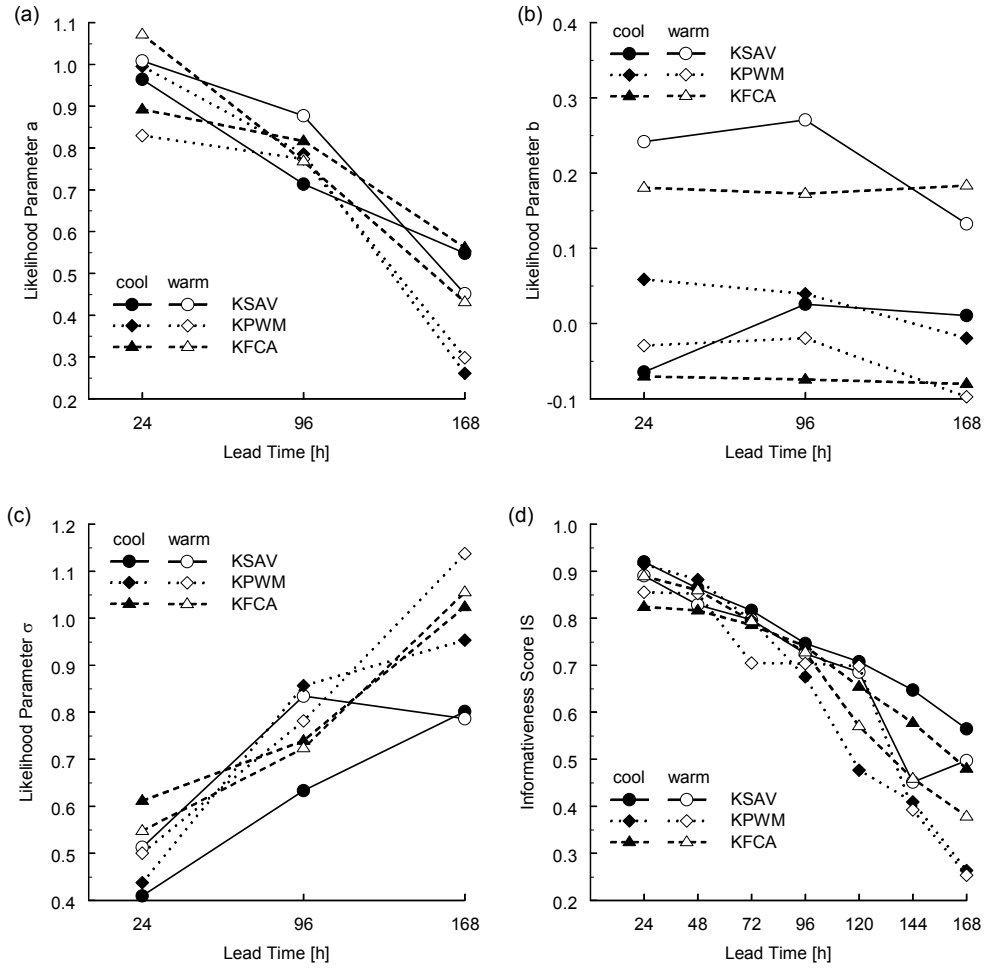 (a)
Likelihood Parameter a
1.1
1.0
0.9
0.8
0.7
0.6
0.5
0.4
0.3
0.2
cool warm
KSAV
KPWM
KFCA
24 96 168
Lead Time [h]
(b)
Likelihood Parameter b
0.4
0.3
0.2
0.1
0.0
-0.1
cool warm
KSAV
KPWM
KFCA
24 96 168
Lead Time [h]
(c)
Likelihood Parameter σ
1.2
1.1
1.0
0.9
0.8
0.7
0.6
0.5
0.4
cool warm
KSAV
KPWM
KFCA
24 96 168
Lead Time [h]
(d)
Informativeness Score IS
1.0
0.9
0.8
0.7
0.6
0.5
0.4
0.3
0.2
cool warm
KSAV
KPWM
KFCA
24 48 72 96 120 144 168
Lead Time [h]